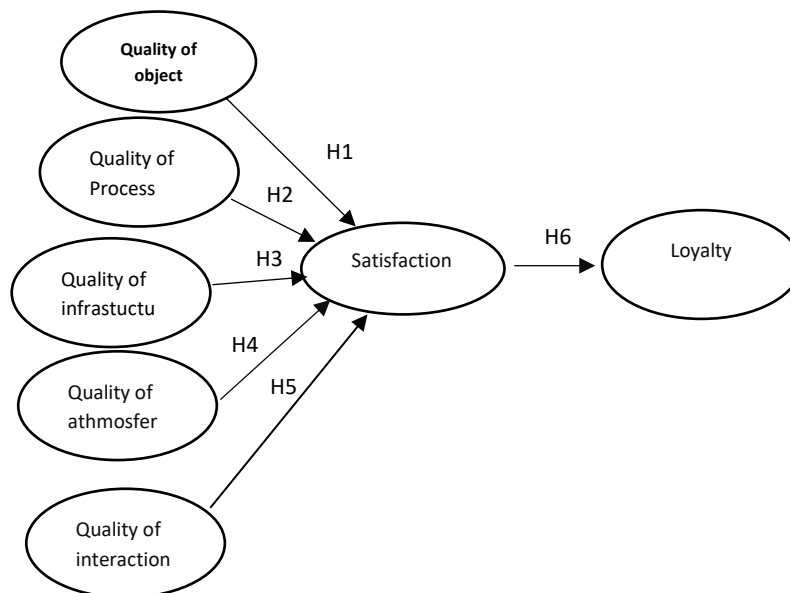 Quality of
object
H1
Quality of
Process
H2
Satisfaction
H6
Loyalty
H3
Quality of
infrastuctu
H4
Quality of
athmosfer
H5
Quality of
interaction